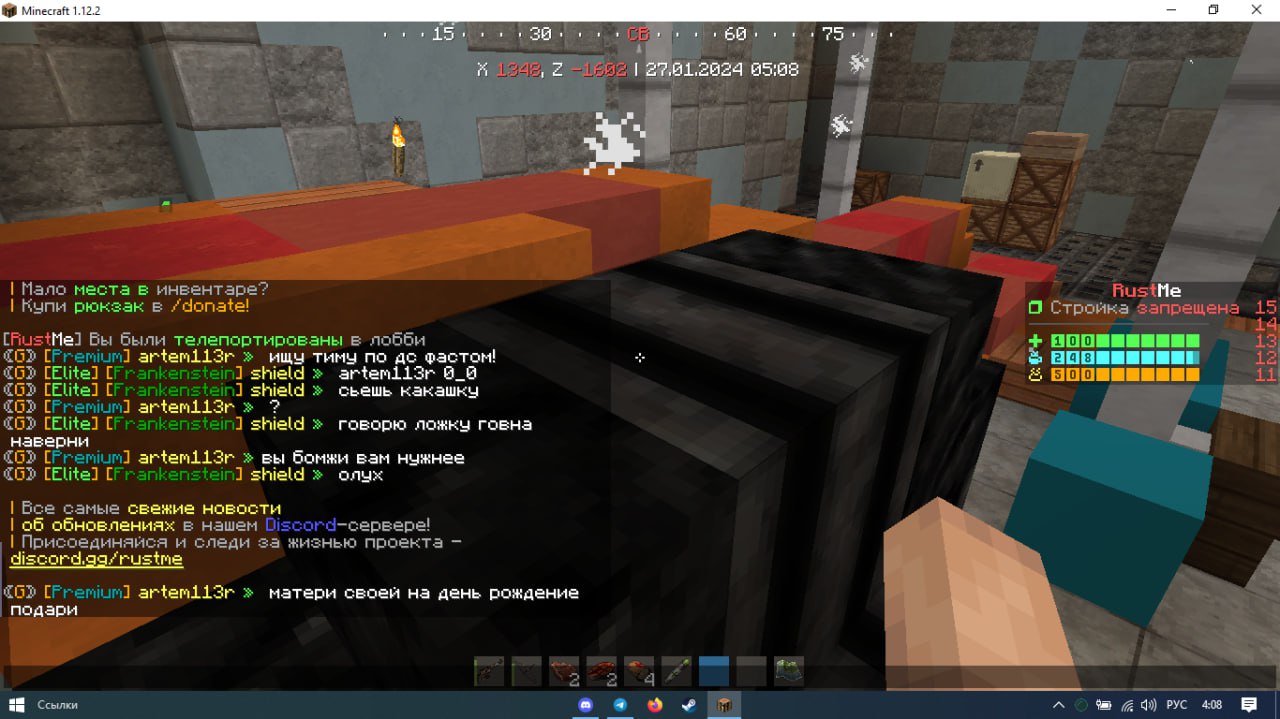 Minecraft 1.12.2
15 30 СВ 60 75
X 1348, Z -1602 | 27.01.2024 05:08
| Мало места в инвентаре?
| Купи рюкзак в /donate!
RustMe
Стройка запрещена 15
14
[RustMe] Вы были телепортированы в лобби
100 13
(G) [Premium] artem113r » ищу тиму по дс фастом!
248 12
(G) [Elite] [Frankenstein] shield » artem113r 0_0
500 11
(G) [Elite] [Frankenstein] shield » сьешь какашку
(G) [Premium] artem113r » ?
(G) [Elite] [Frankenstein] shield » говорю ложку говна
наверни
(G) [Premium] artem113r » вы бомжи вам нужнее
(G) [Elite] [Frankenstein] shield » олух
| Все самые свежие новости
| об обновлениях в нашем Discord-сервере!
| Присоединяйся и следи за жизнью проекта -
discord.gg/rustme
(G) [Premium] artem113r » матери своей на день рождение
подари
2 2 4
Ссылки РУС 4:08